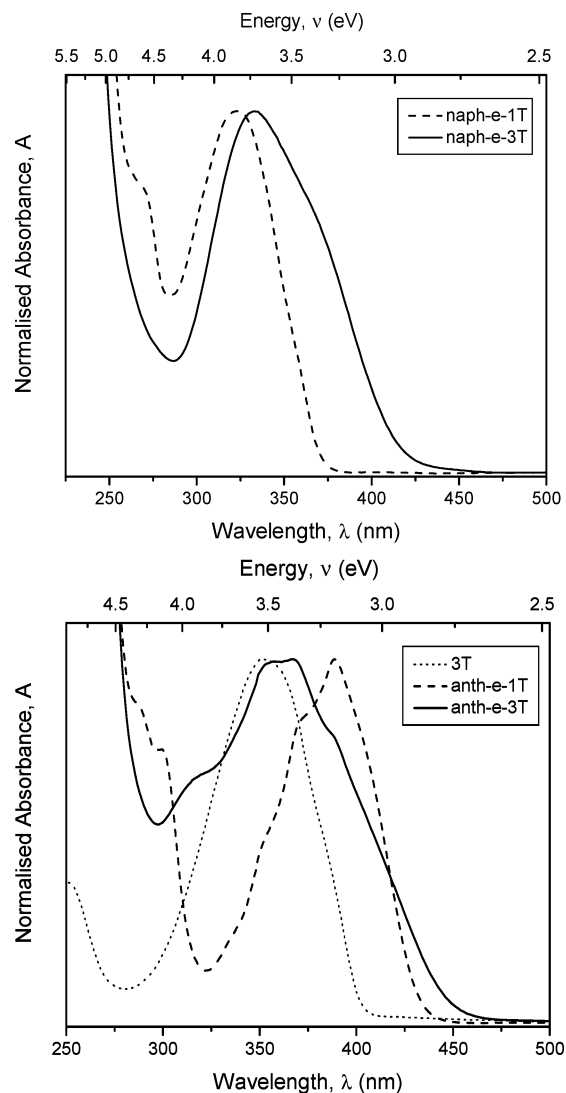 Energy, ν (eV)
5.5 5.0 4.5 4.0 3.5 3.0 2.5
naph-e-1T
naph-e-3T
Normalised Absorbance, A
250 300 350 400 450 500
Wavelength, λ (nm)
Energy, ν (eV)
4.5 4.0 3.5 3.0 2.5
3T
anth-e-1T
anth-e-3T
Normalised Absorbance, A
250 300 350 400 450 500
Wavelength, λ (nm)